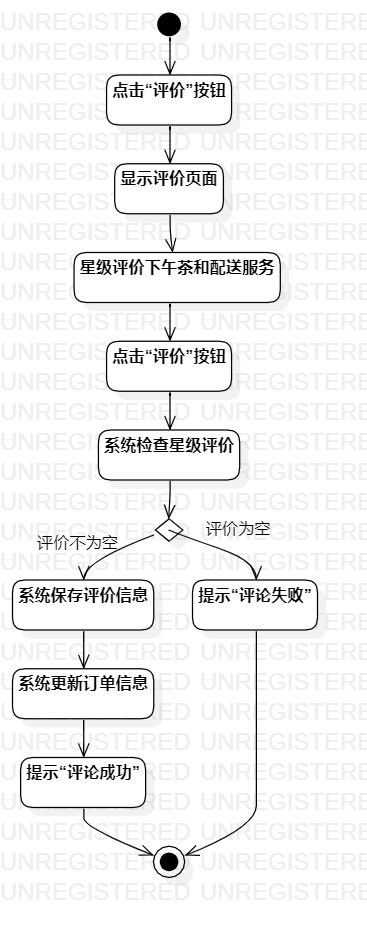 点击“评价”按钮
显示评价页面
星级评价下午茶和配送服务
点击“评价”按钮
系统检查星级评价
评价不为空
评价为空
系统保存评价信息
提示“评论失败”
系统更新订单信息
提示“评论成功”
UNREGISTERED